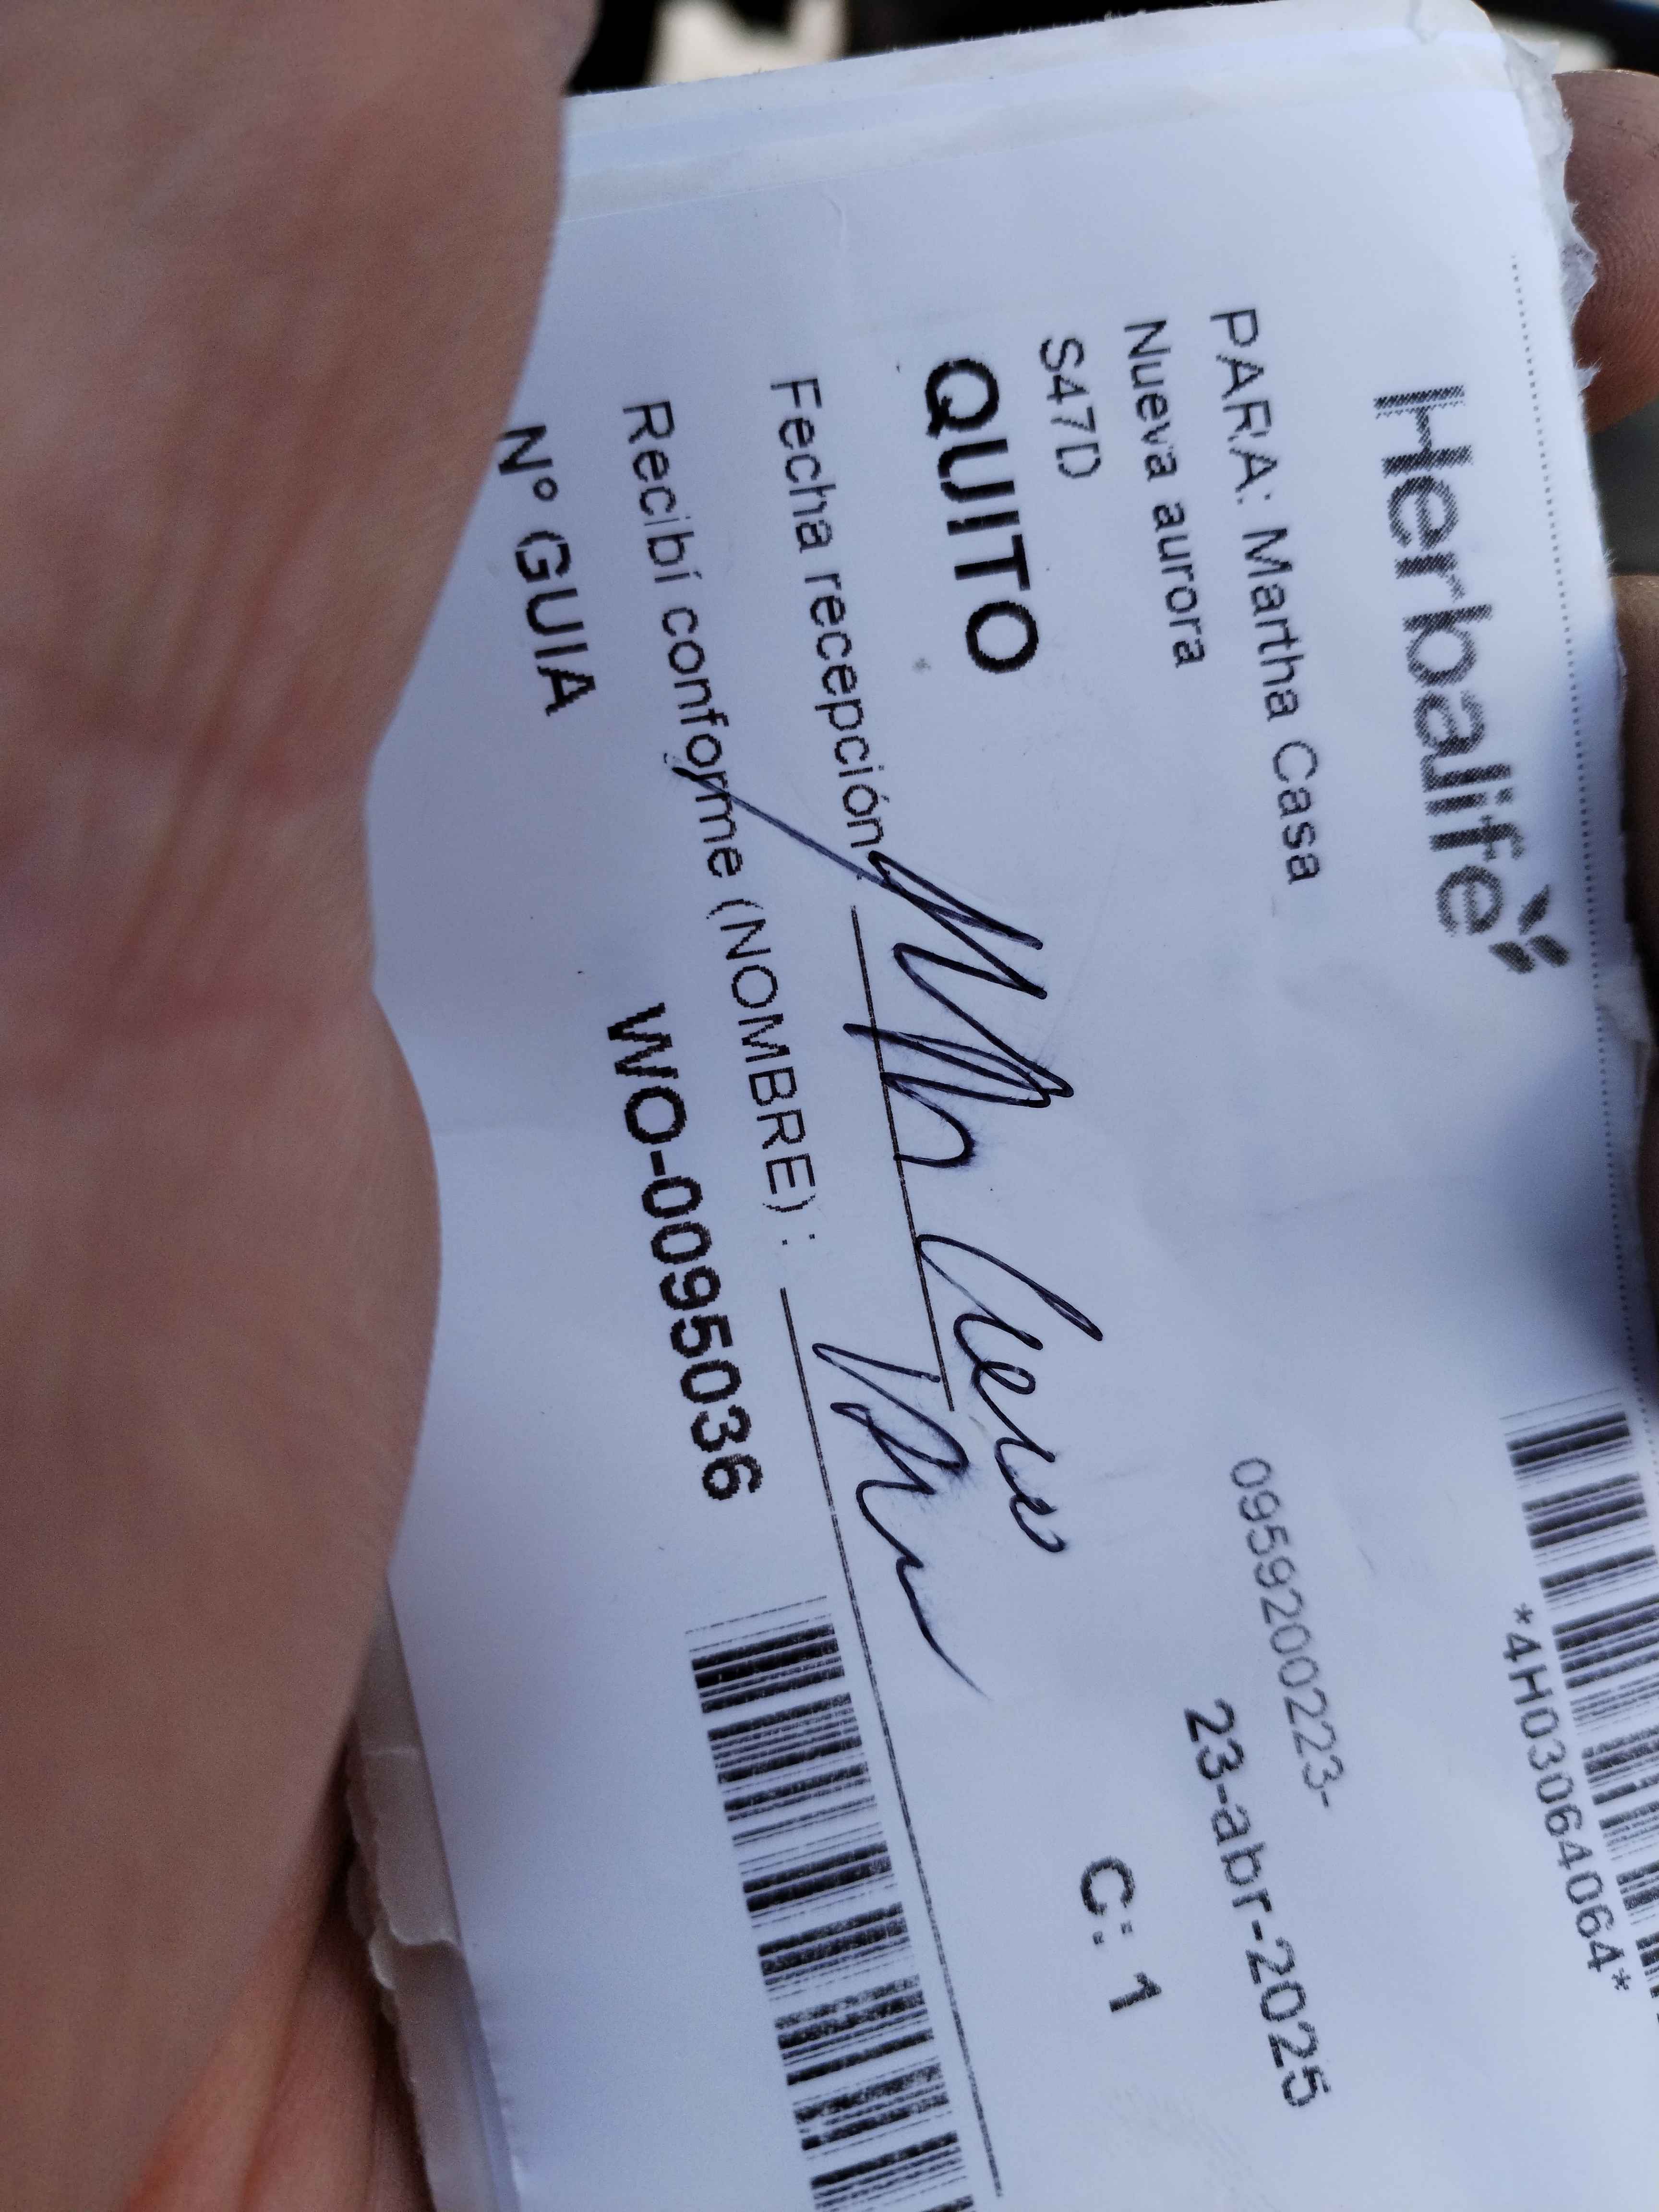 Herbalife
*4H03064064*
PARA: Martha Casa 0959200223-
Nueva aurora 23-abr-2025
S47D
QUITO C: 1
Fecha recepción
Recibí conforme (NOMBRE) :
N° GUIA WO-0095036